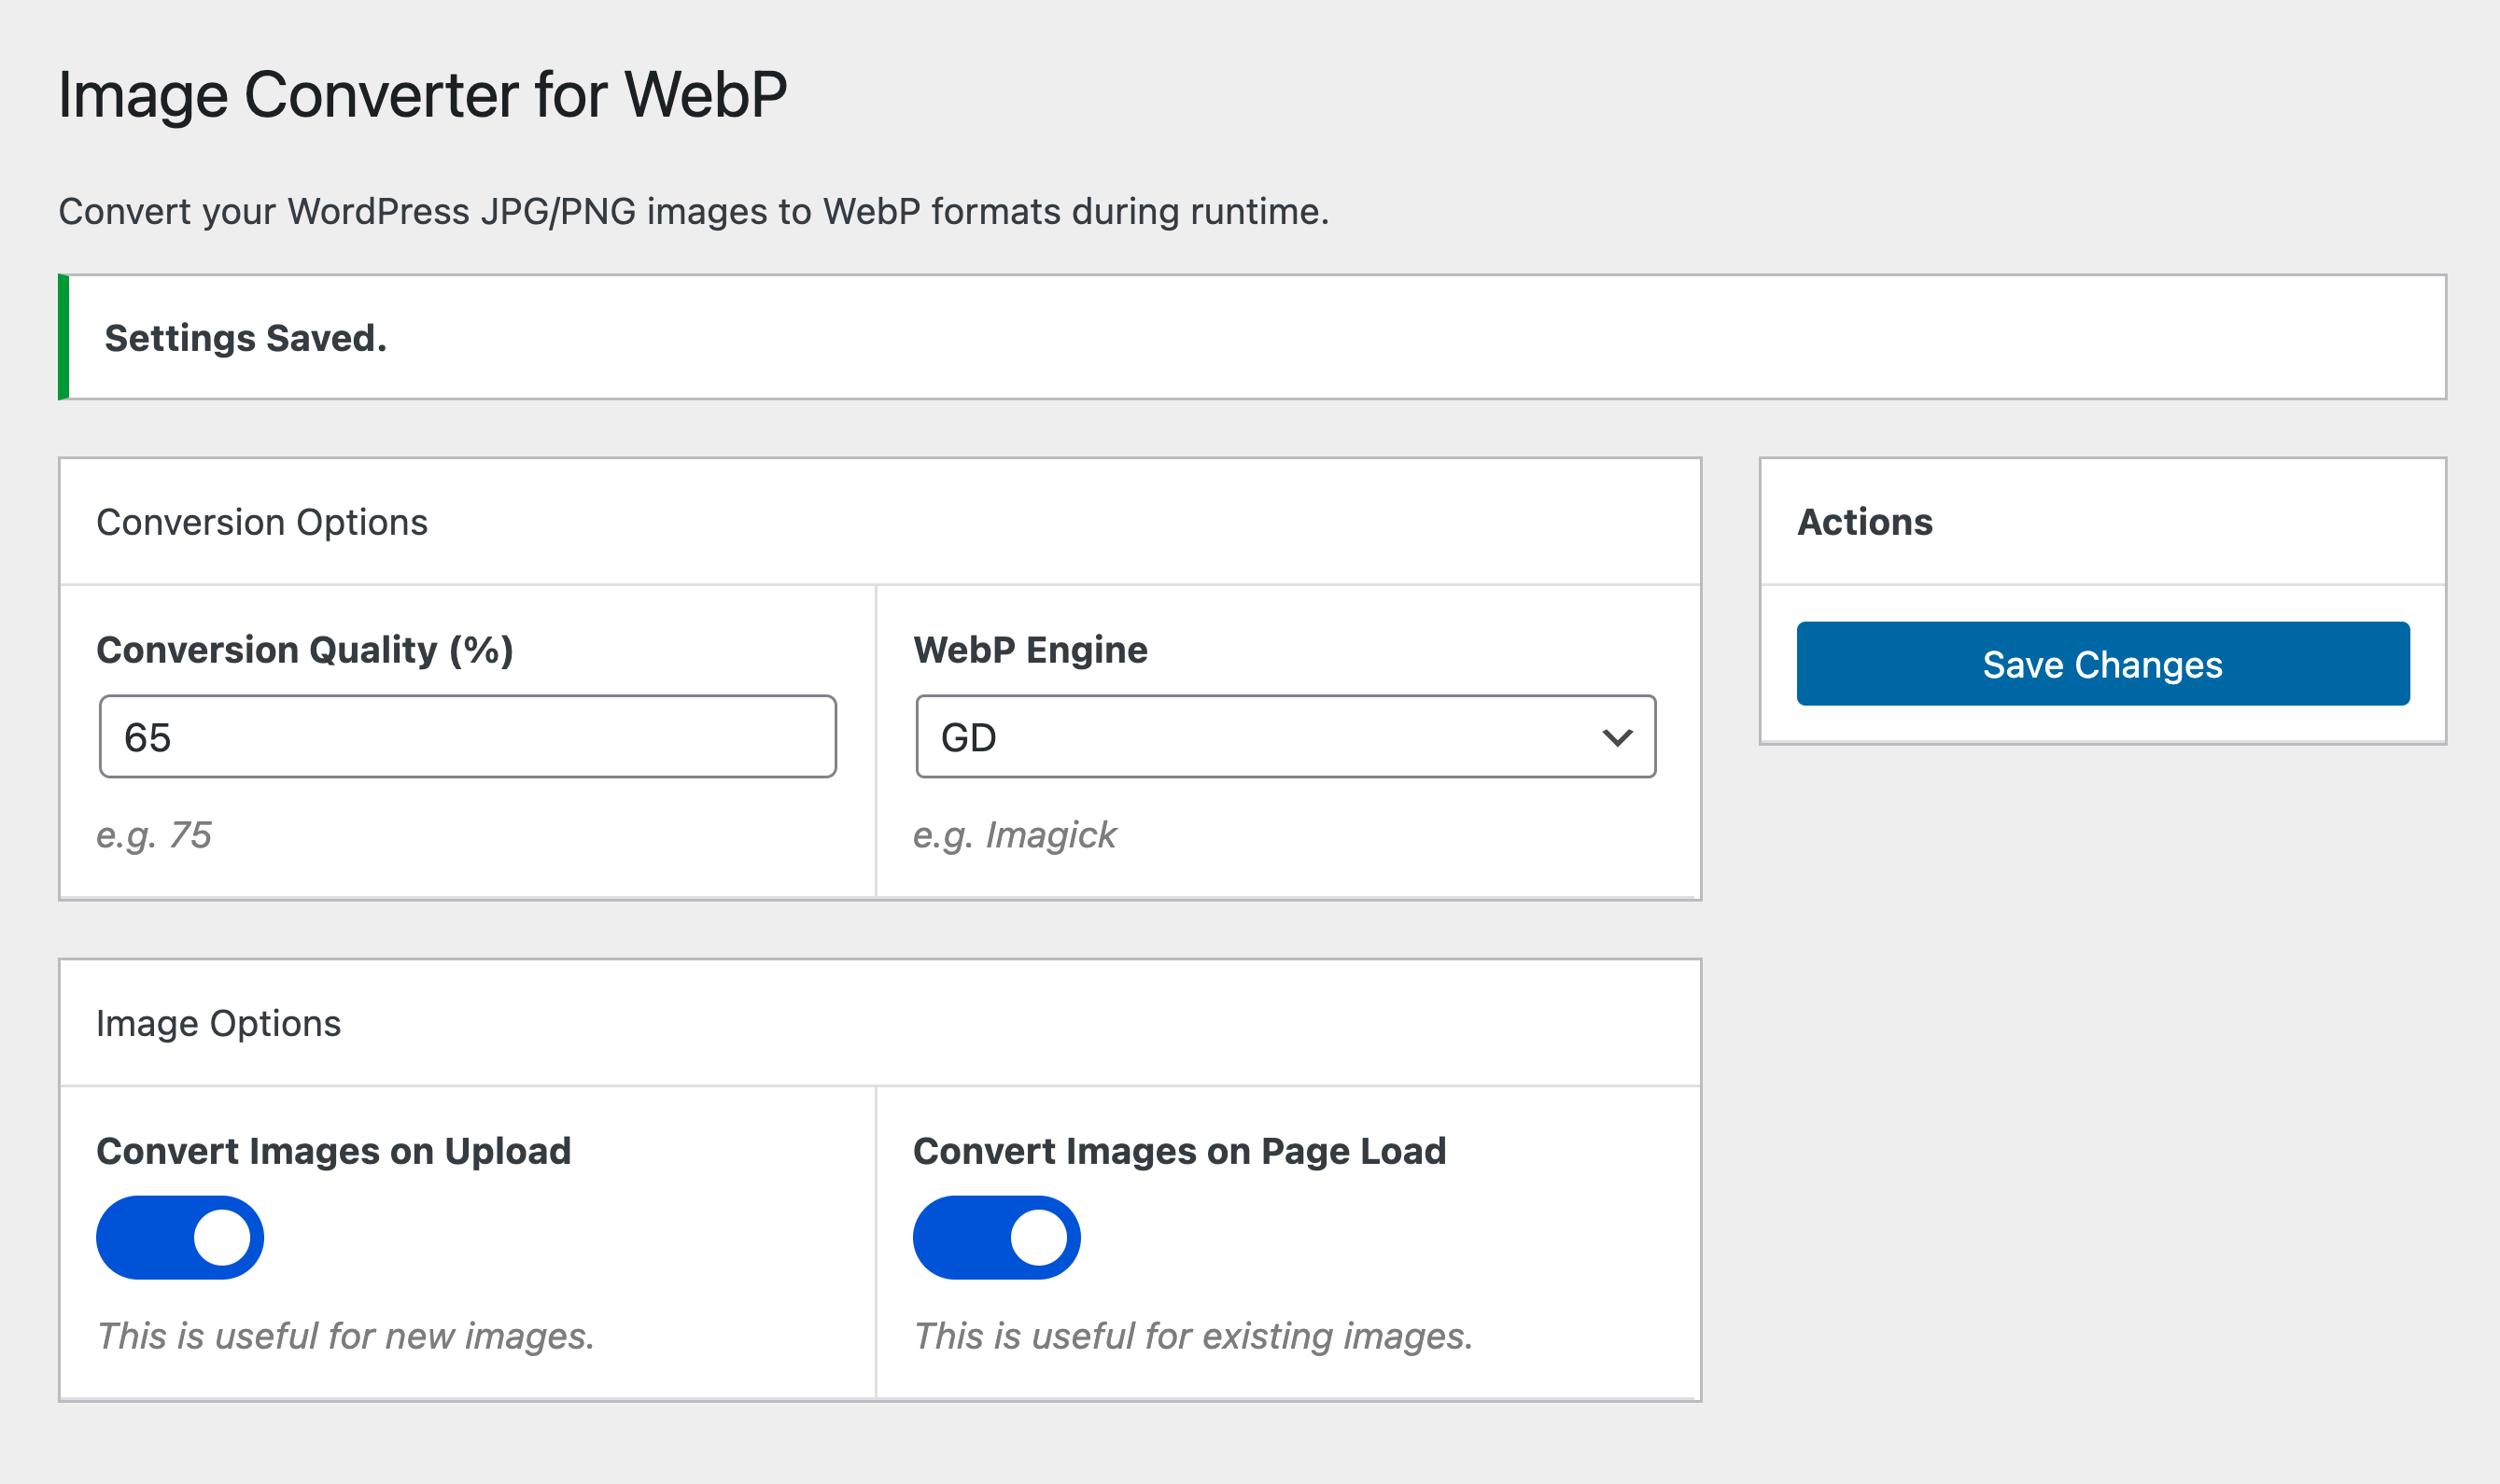 Image Converter for WebP
Convert your WordPress JPG/PNG images to WebP formats during runtime.
Settings Saved.
Conversion Options
Conversion Quality (%)
65
e.g. 75
WebP Engine
GD
e.g. Imagick
Actions
Save Changes
Image Options
Convert Images on Upload
This is useful for new images.
Convert Images on Page Load
This is useful for existing images.